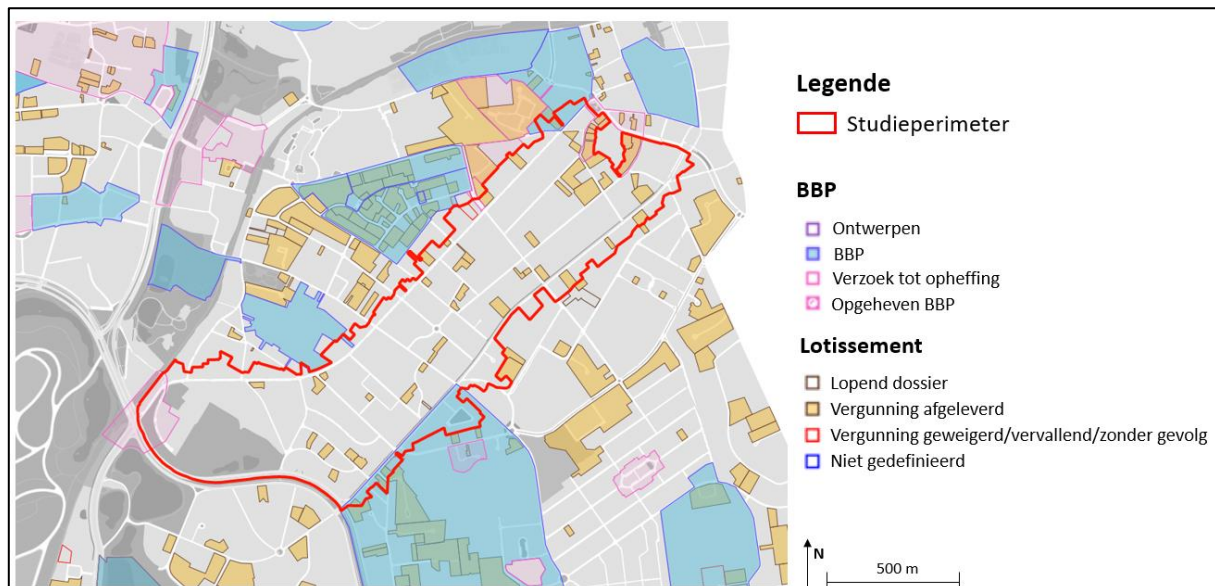 Legende
Studieperimeter
BBP
Ontwerpen
BBP
Verzoek tot opheffing
Opgeheven BBP
Lotissement
Lopend dossier
Vergunning afgeleverd
Vergunning geweigerd/vervallend/zonder gevolg
Niet gedefinieerd
N
500 m